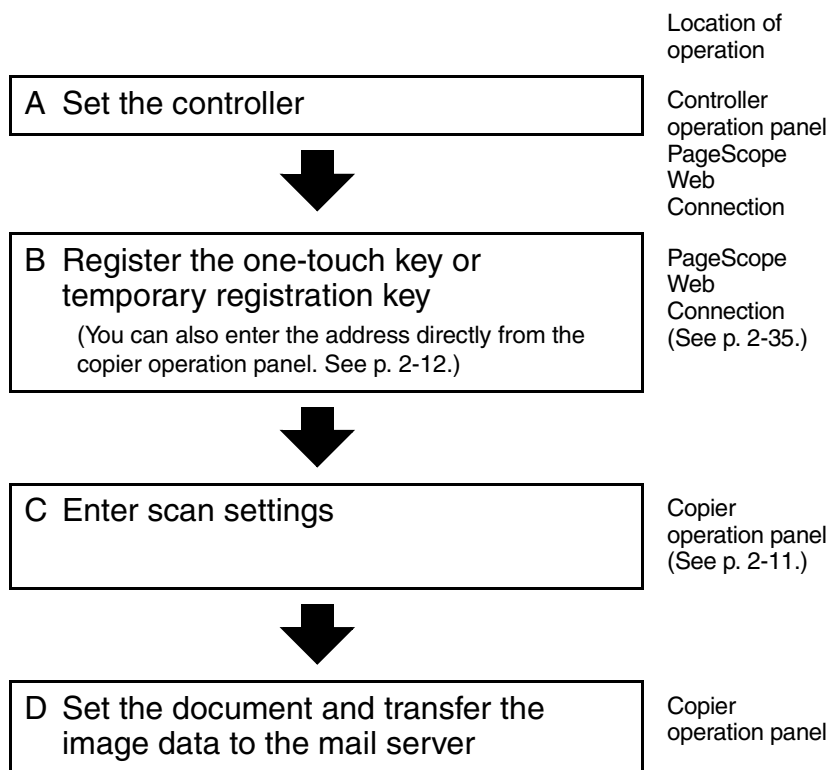 Location of
operation
A Set the controller
Controller
operation panel
PageScope
Web
Connection
B Register the one-touch key or
temporary registration key
(You can also enter the address directly from the
copier operation panel. See p. 2-12.)
PageScope
Web
Connection
(See p. 2-35.)
C Enter scan settings
Copier
operation panel
(See p. 2-11.)
D Set the document and transfer the
image data to the mail server
Copier
operation panel